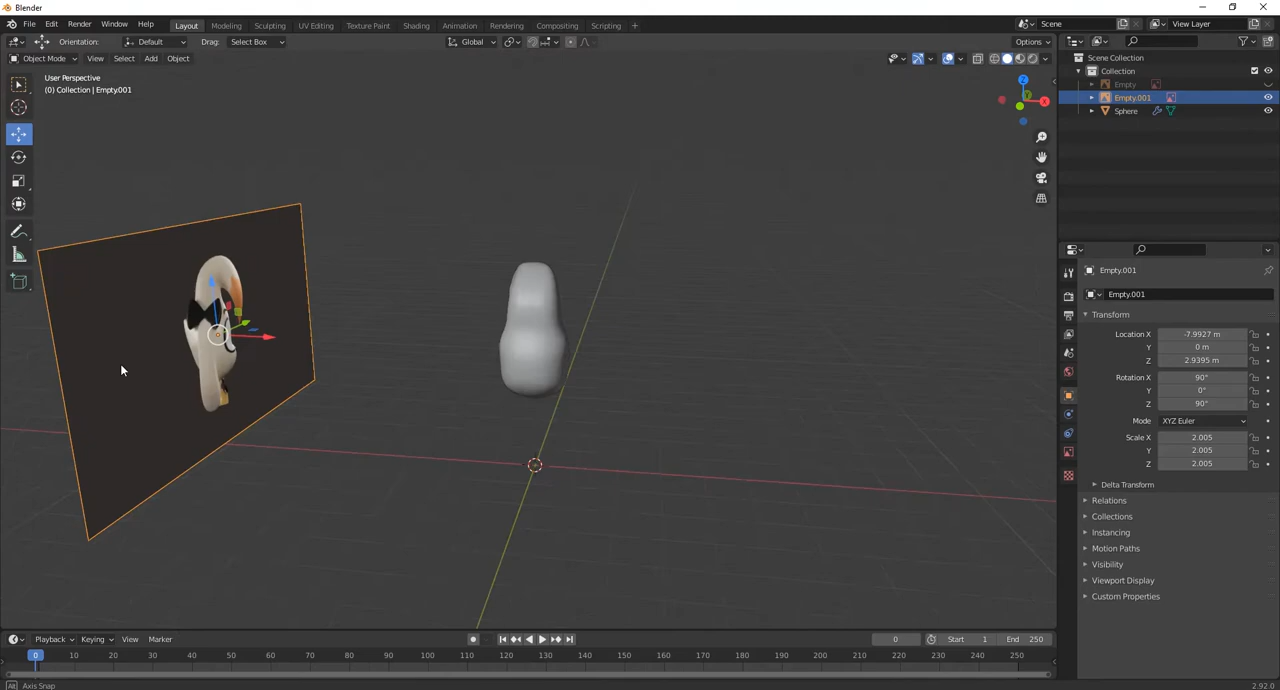 Blender
File Edit Render Window Help Layout Modeling Sculpting UV Editing Texture Paint Shading Animation Rendering Compositing Scripting + Scene View Layer
Orientation: Default Drag: Select Box Global Options
Object Mode View Select Add Object
User Perspective
(0) Collection | Empty.001
Z
X
Y
Scene Collection
Collection
Empty
Empty.001
Sphere
Empty.001
Empty.001
Transform
Location X -7.9927 m
Y 0 m
Z 2.9395 m
Rotation X 90°
Y 0°
Z 90°
Mode XYZ Euler
Scale X 2.005
Y 2.005
Z 2.005
Delta Transform
Relations
Collections
Instancing
Motion Paths
Visibility
Viewport Display
Custom Properties
Playback Keying View Marker 0 Start 1 End 250
0 10 20 30 40 50 60 70 80 90 100 110 120 130 140 150 160 170 180 190 200 210 220 230 240 250
Alt Axis Snap 2.92.0